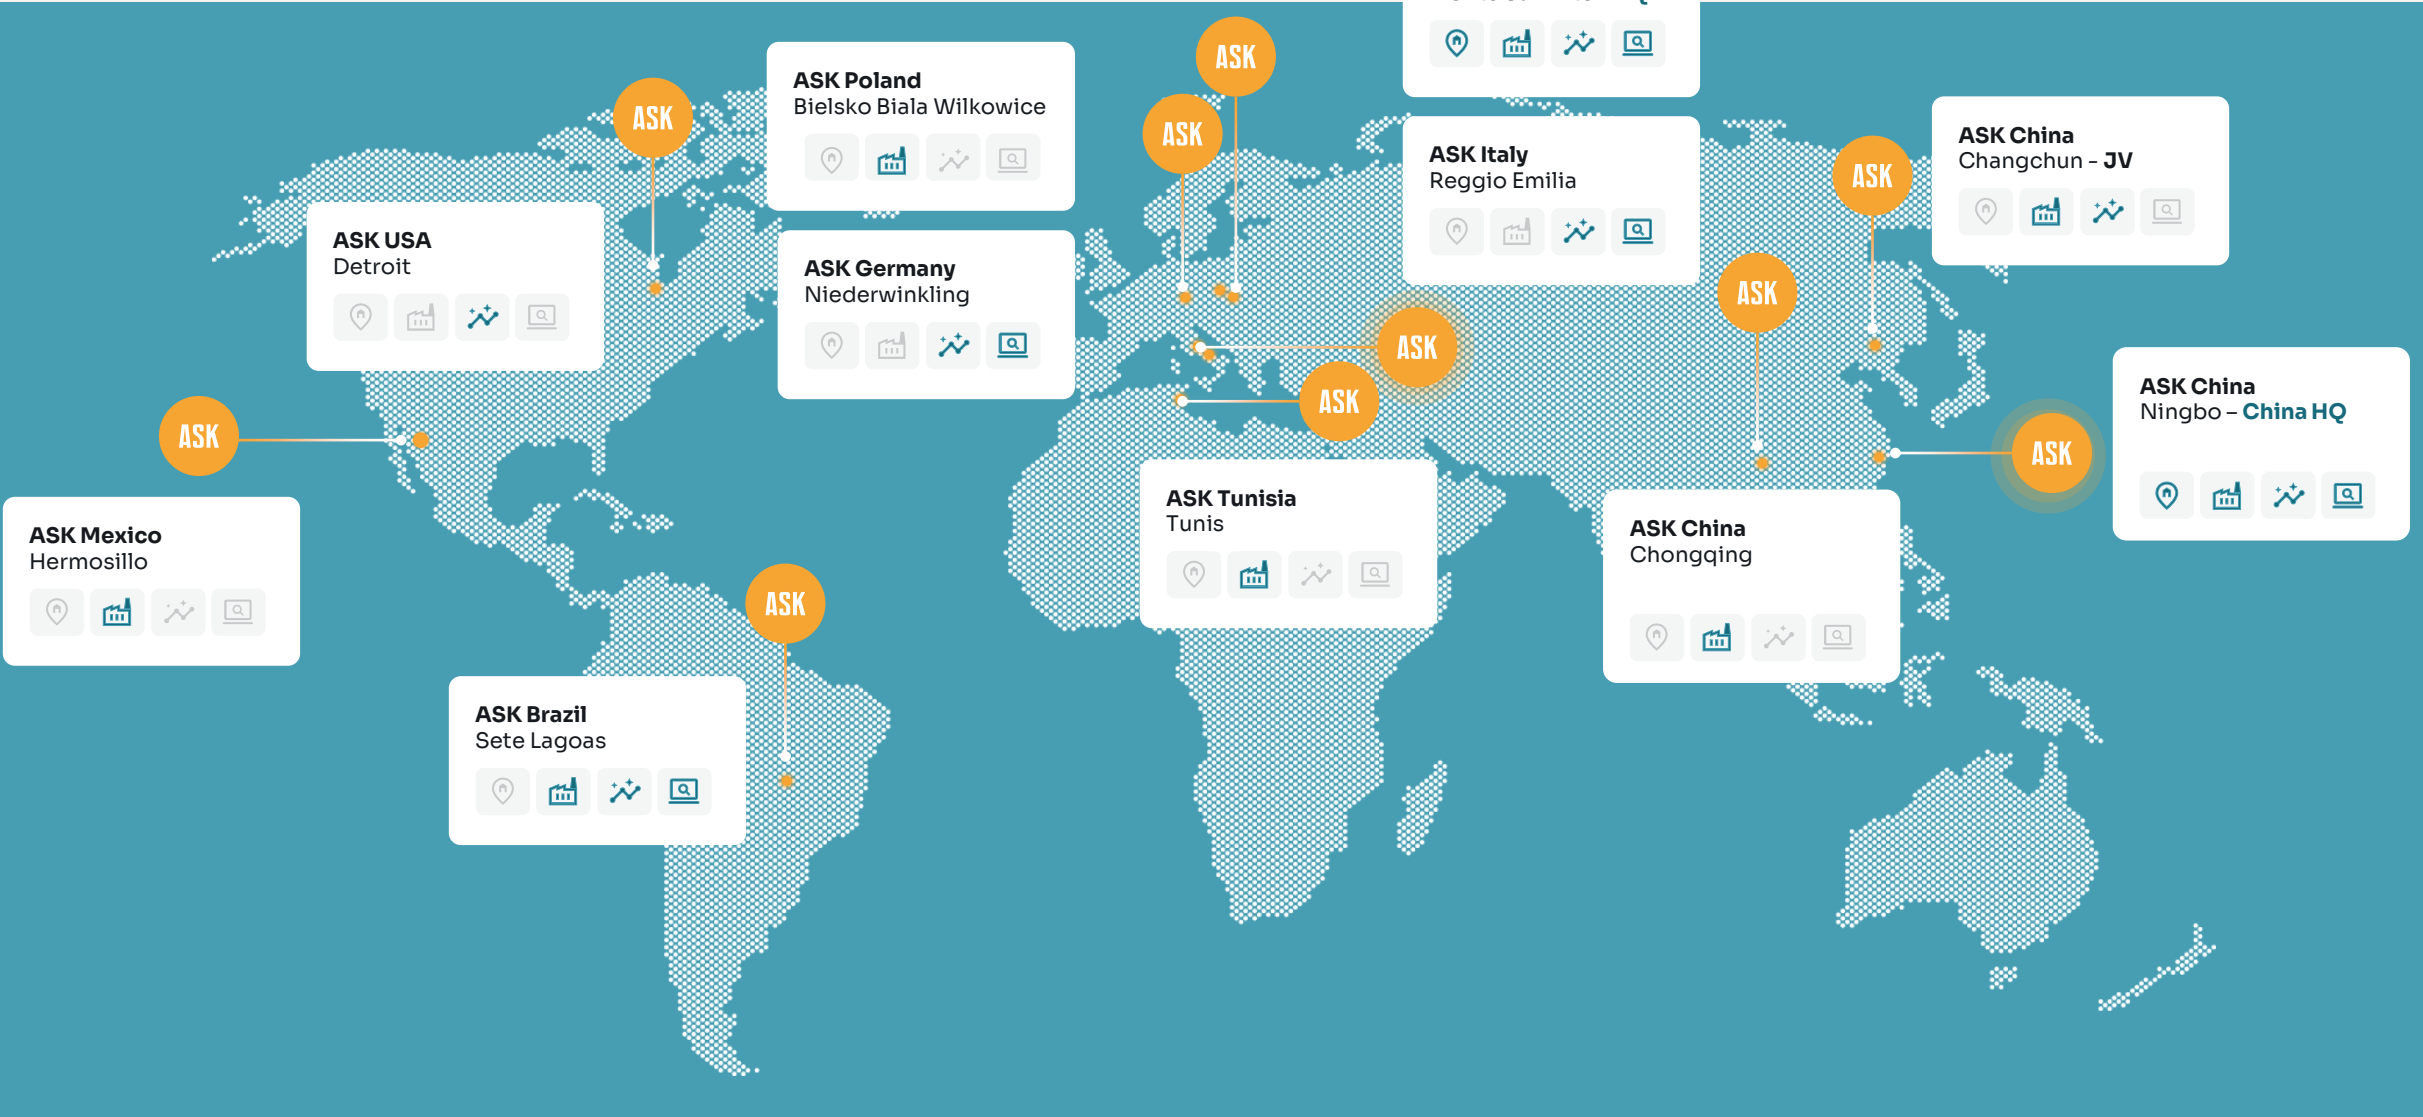 ASK
ASK
ASK
ASK
ASK
ASK
ASK
ASK
ASK
ASK
ASK Poland
Bielsko Biala Wilkowice
ASK Italy
Reggio Emilia
ASK China
Changchun - JV
ASK USA
Detroit
ASK Germany
Niederwinkling
ASK China
Ningbo – China HQ
ASK Mexico
Hermosillo
ASK Tunisia
Tunis
ASK China
Chongqing
ASK Brazil
Sete Lagoas